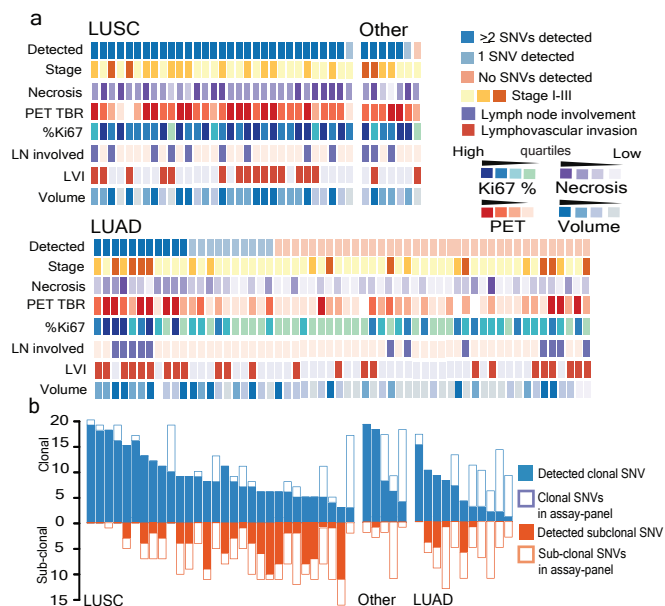 a
LUSC
Other
Detected
Stage
Necrosis
PET TBR
%Ki67
LN involved
LVI
Volume
≥2 SNVs detected
1 SNV detected
No SNVs detected
Stage I-III
Lymph node involvement
Lymphovascular invasion
High quartiles Low
Ki67 % Necrosis
PET Volume
LUAD
Detected
Stage
Necrosis
PET TBR
%Ki67
LN involved
LVI
Volume
b
20
15
10
5
0
5
10
15
Clonal
Sub-clonal
LUSC
Other
LUAD
Detected clonal SNV
Clonal SNVs
in assay-panel
Detected subclonal SNV
Sub-clonal SNVs
in assay-panel